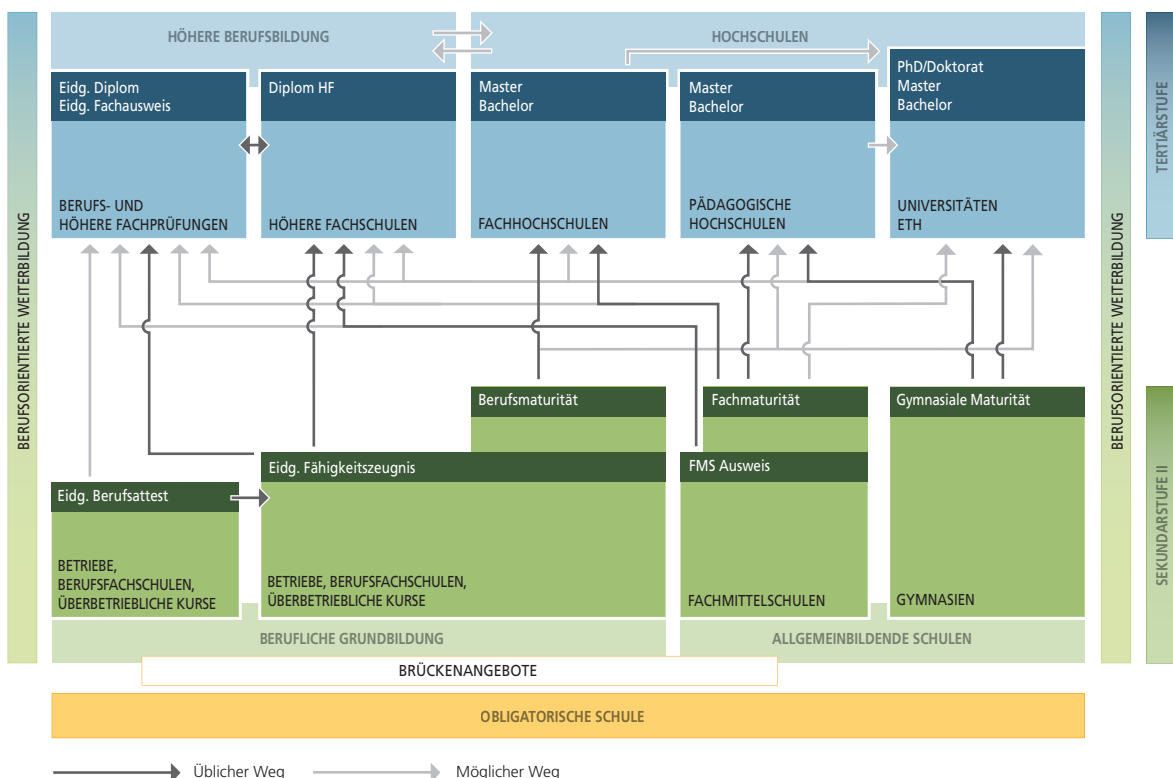 HÖHERE BERUFSBILDUNG
HOCHSCHULEN
Eidg. Diplom
Eidg. Fachausweis
BERUFS- UND
HÖHERE FACHPRÜFUNGEN
Diplom HF
HÖHERE FACHSCHULEN
Master
Bachelor
FACHHOCHSCHULEN
Master
Bachelor
PÄDAGOGISCHE
HOCHSCHULEN
PhD/Doktorat
Master
Bachelor
UNIVERSITÄTEN
ETH
BERUFSORIENTIERTE WEITERBILDUNG
BERUFSORIENTIERTE WEITERBILDUNG
TERTIÄRSTUFE
SEKUNDARSTUFE II
Berufsmaturität
Fachmaturität
Gymnasiale Maturität
Eidg. Fähigkeitszeugnis
FMS Ausweis
Eidg. Berufsattest
BETRIEBE,
BERUFSFACHSCHULEN,
ÜBERBETRIEBLICHE KURSE
BETRIEBE, BERUFSFACHSCHULEN,
ÜBERBETRIEBLICHE KURSE
FACHMITTELSCHULEN
GYMNASIEN
BERUFLICHE GRUNDBILDUNG
ALLGEMEINBILDENDE SCHULEN
BRÜCKENANGEBOTE
OBLIGATORISCHE SCHULE
Üblicher Weg
Möglicher Weg